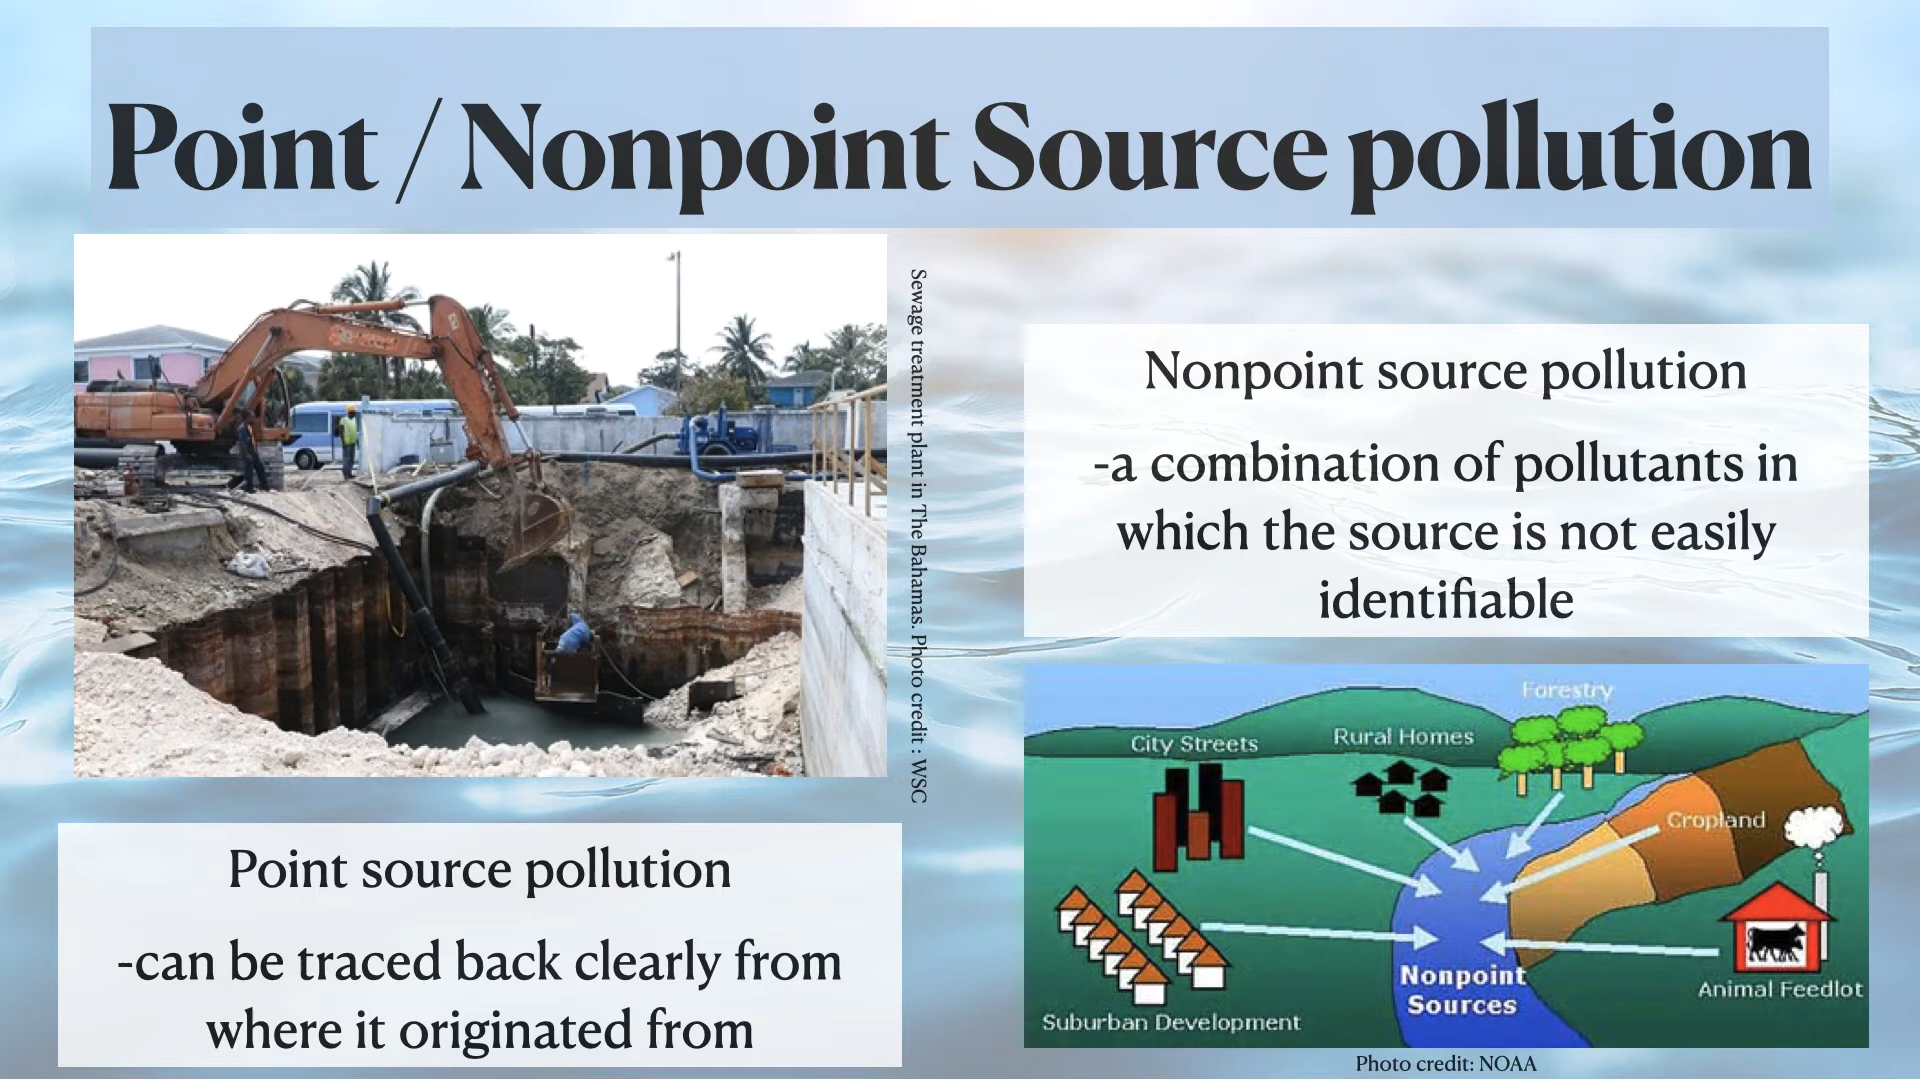 Point / Nonpoint Source pollution
Sewage treatment plant in The Bahamas. Photo credit : WSC
Point source pollution
-can be traced back clearly from
where it originated from
Nonpoint source pollution
-a combination of pollutants in
which the source is not easily
identifiable
Forestry
City Streets
Rural Homes
Cropland
Nonpoint
Sources
Animal Feedlot
Suburban Development
Photo credit: NOAA